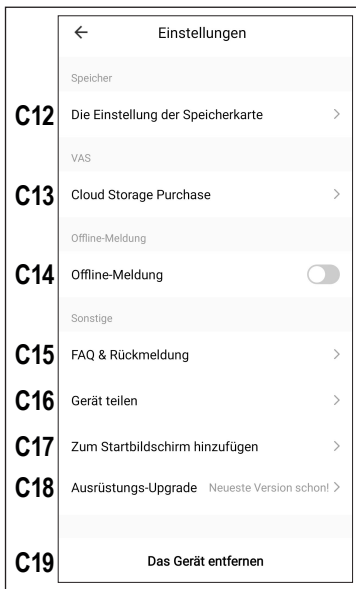 Einstellungen
Speicher
C12 Die Einstellung der Speicherkarte
VAS
C13 Cloud Storage Purchase
Offline-Meldung
C14 Offline-Meldung
Sonstige
C15 FAQ & Rückmeldung
C16 Gerät teilen
C17 Zum Startbildschirm hinzufügen
C18 Ausrüstungs-Upgrade Neueste Version schon!
C19 Das Gerät entfernen